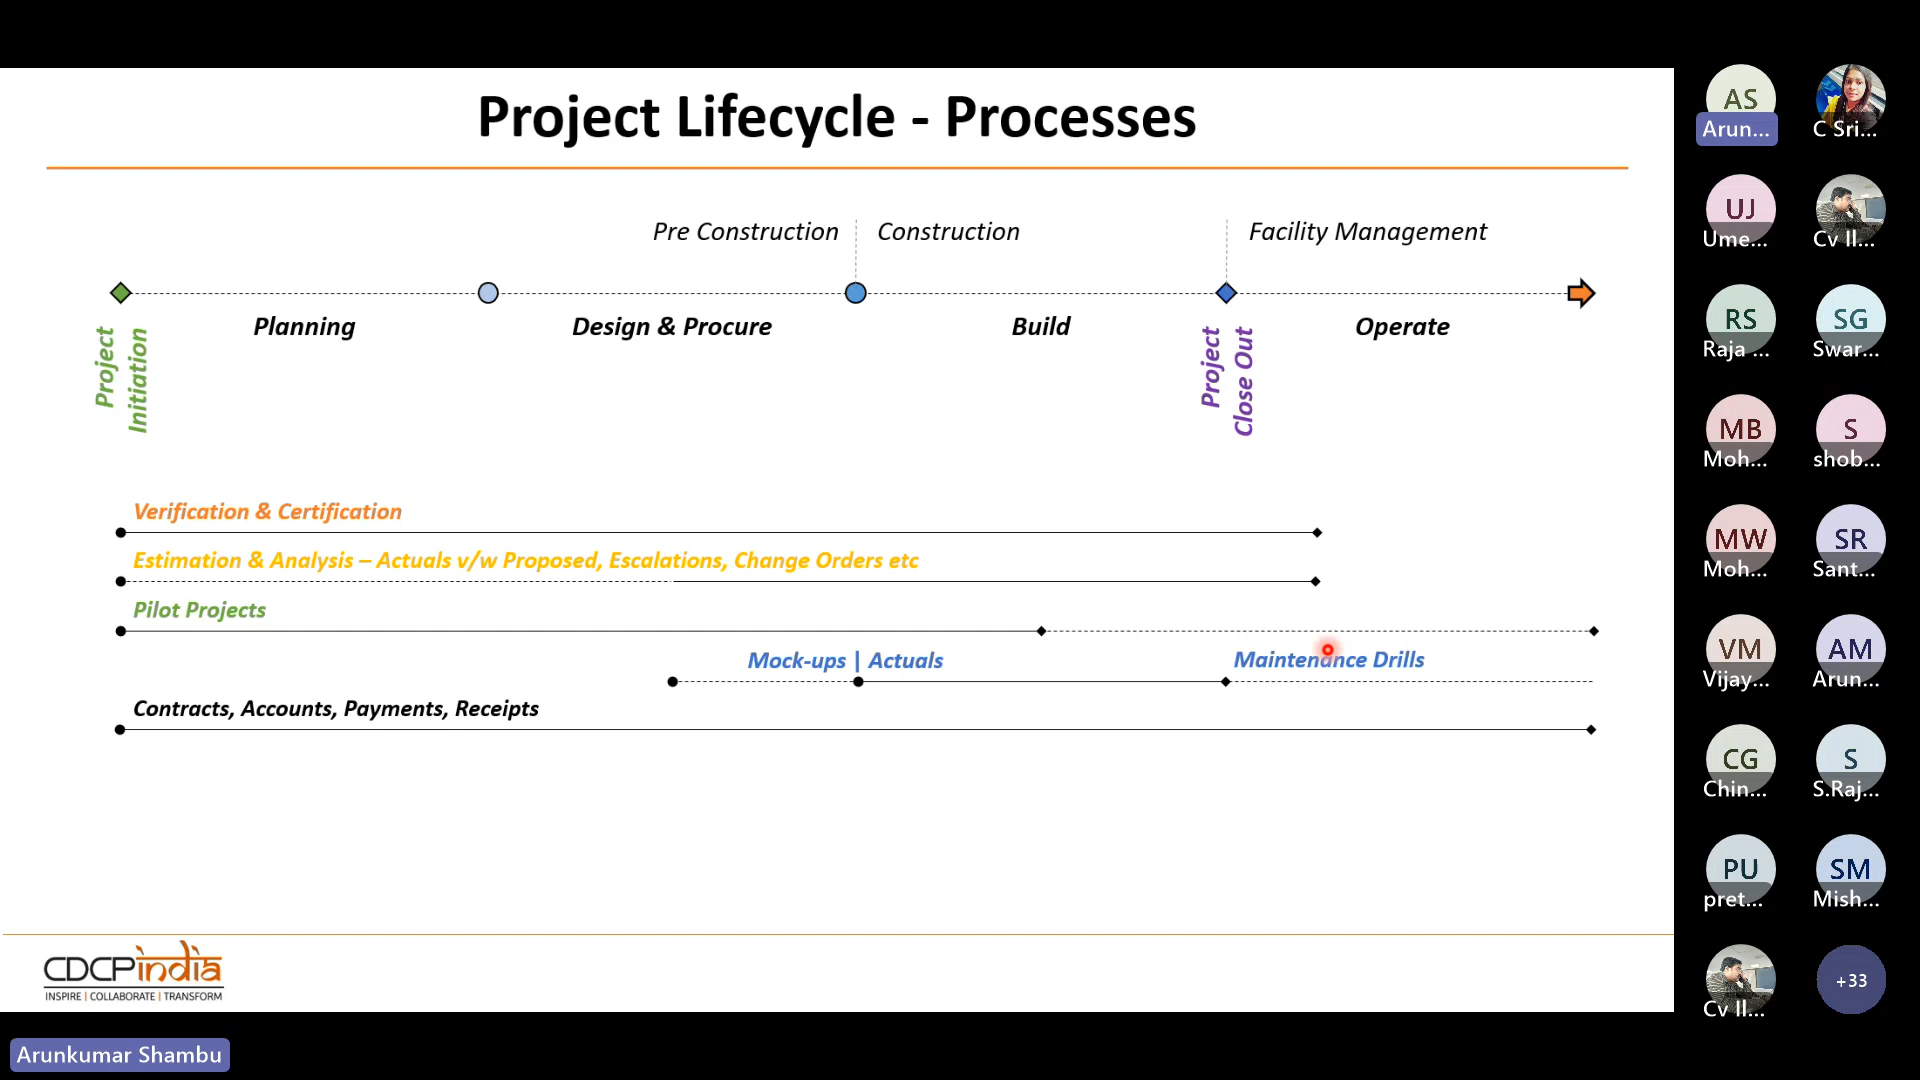 Project Lifecycle - Processes
Pre Construction
Construction
Facility Management
Planning
Design & Procure
Build
Operate
Project
Initiation
Project
Close Out
Verification & Certification
Estimation & Analysis – Actuals v/w Proposed, Escalations, Change Orders etc
Pilot Projects
Mock-ups | Actuals
Maintenance Drills
Contracts, Accounts, Payments, Receipts
CDCPindia
INSPIRE | COLLABORATE | TRANSFORM
Arunkumar Shambu
AS
Arun...
C Sri...
UJ
Ume...
Cv Il...
RS
Raja ...
SG
Swar...
MB
Moh...
S
shob...
MW
Moh...
SR
Sant...
VM
Vijay...
AM
Arun...
CG
Chin...
S
S.Raj...
PU
pret...
SM
Mish...
Cv Il...
+33